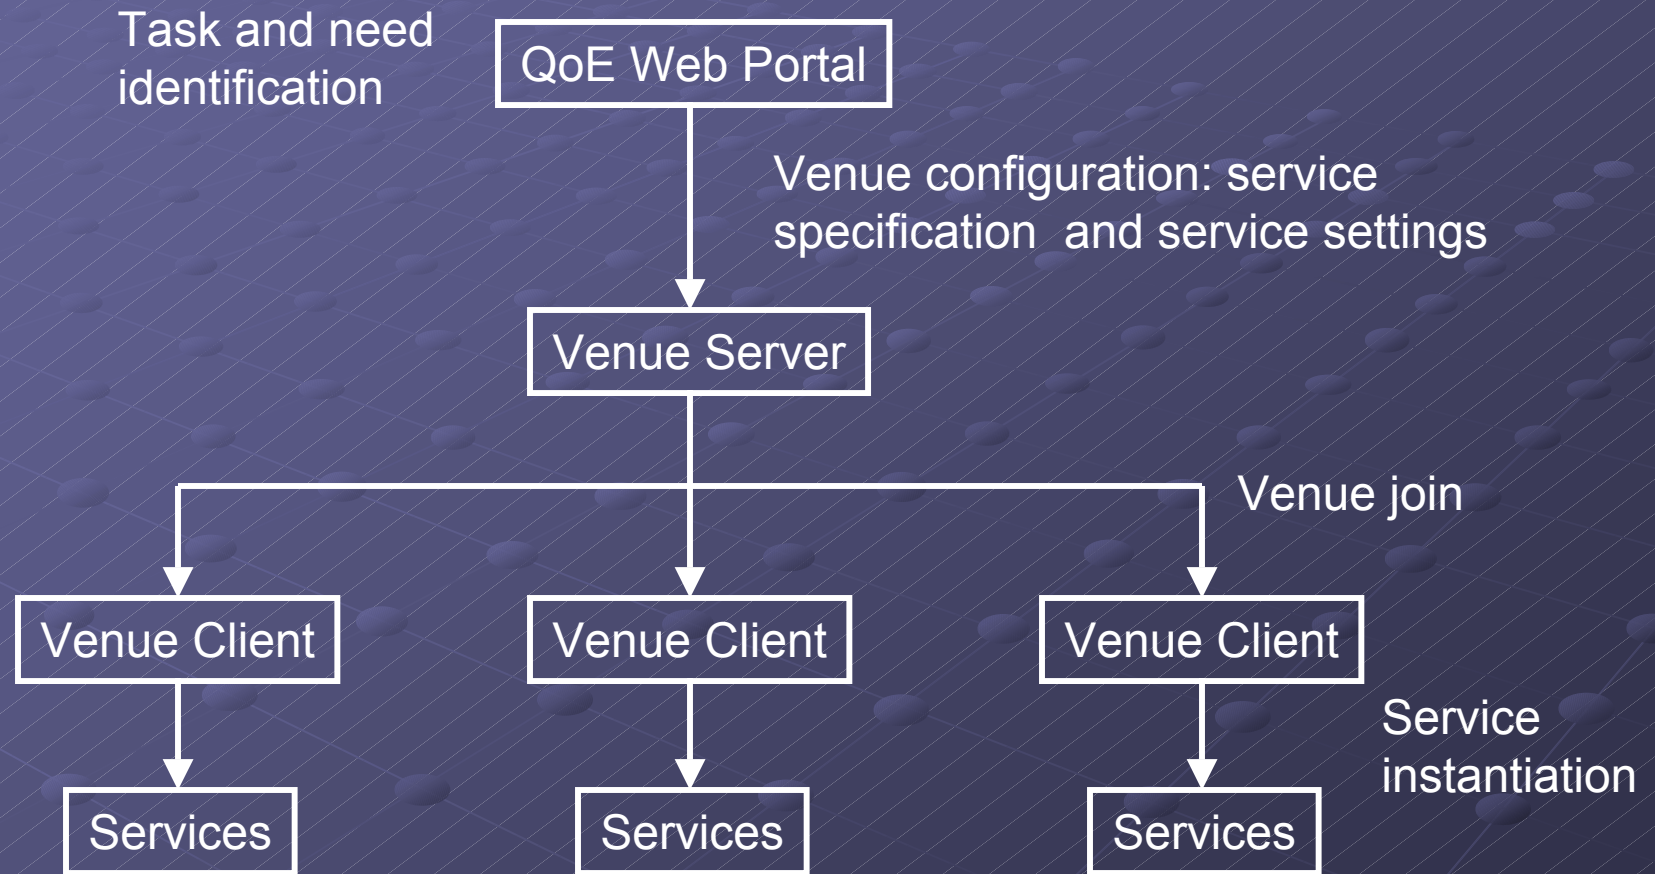 Task and need
identification
QoE Web Portal
Venue configuration: service
specification  and service settings
Venue Server
Venue join
Venue Client
Venue Client
Venue Client
Service
instantiation
Services
Services
Services